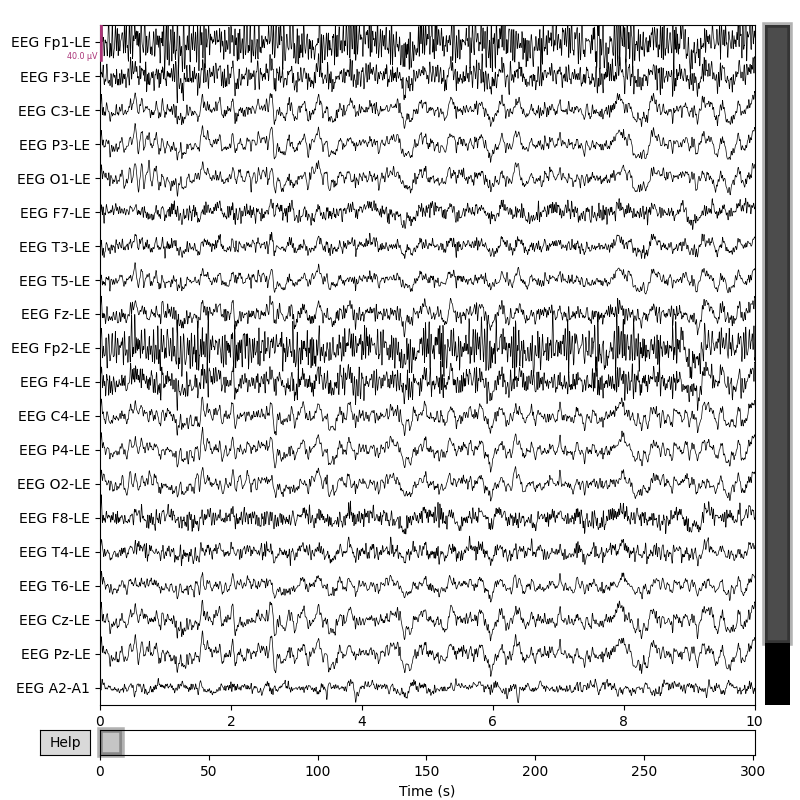 EEG Fp1-LE
40.0 µV
EEG F3-LE
EEG C3-LE
EEG P3-LE
EEG O1-LE
EEG F7-LE
EEG T3-LE
EEG T5-LE
EEG Fz-LE
EEG Fp2-LE
EEG F4-LE
EEG C4-LE
EEG P4-LE
EEG O2-LE
EEG F8-LE
EEG T4-LE
EEG T6-LE
EEG Cz-LE
EEG Pz-LE
EEG A2-A1
0 2 4 6 8 10
Help
0 50 100 150 200 250 300
Time (s)